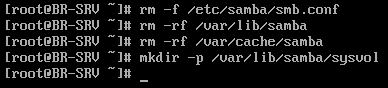 [root@BR-SRV ~]# rm -f /etc/samba/smb.conf
[root@BR-SRV ~]# rm -rf /var/lib/samba
[root@BR-SRV ~]# rm -rf /var/cache/samba
[root@BR-SRV ~]# mkdir -p /var/lib/samba/sysvol
[root@BR-SRV ~]# _